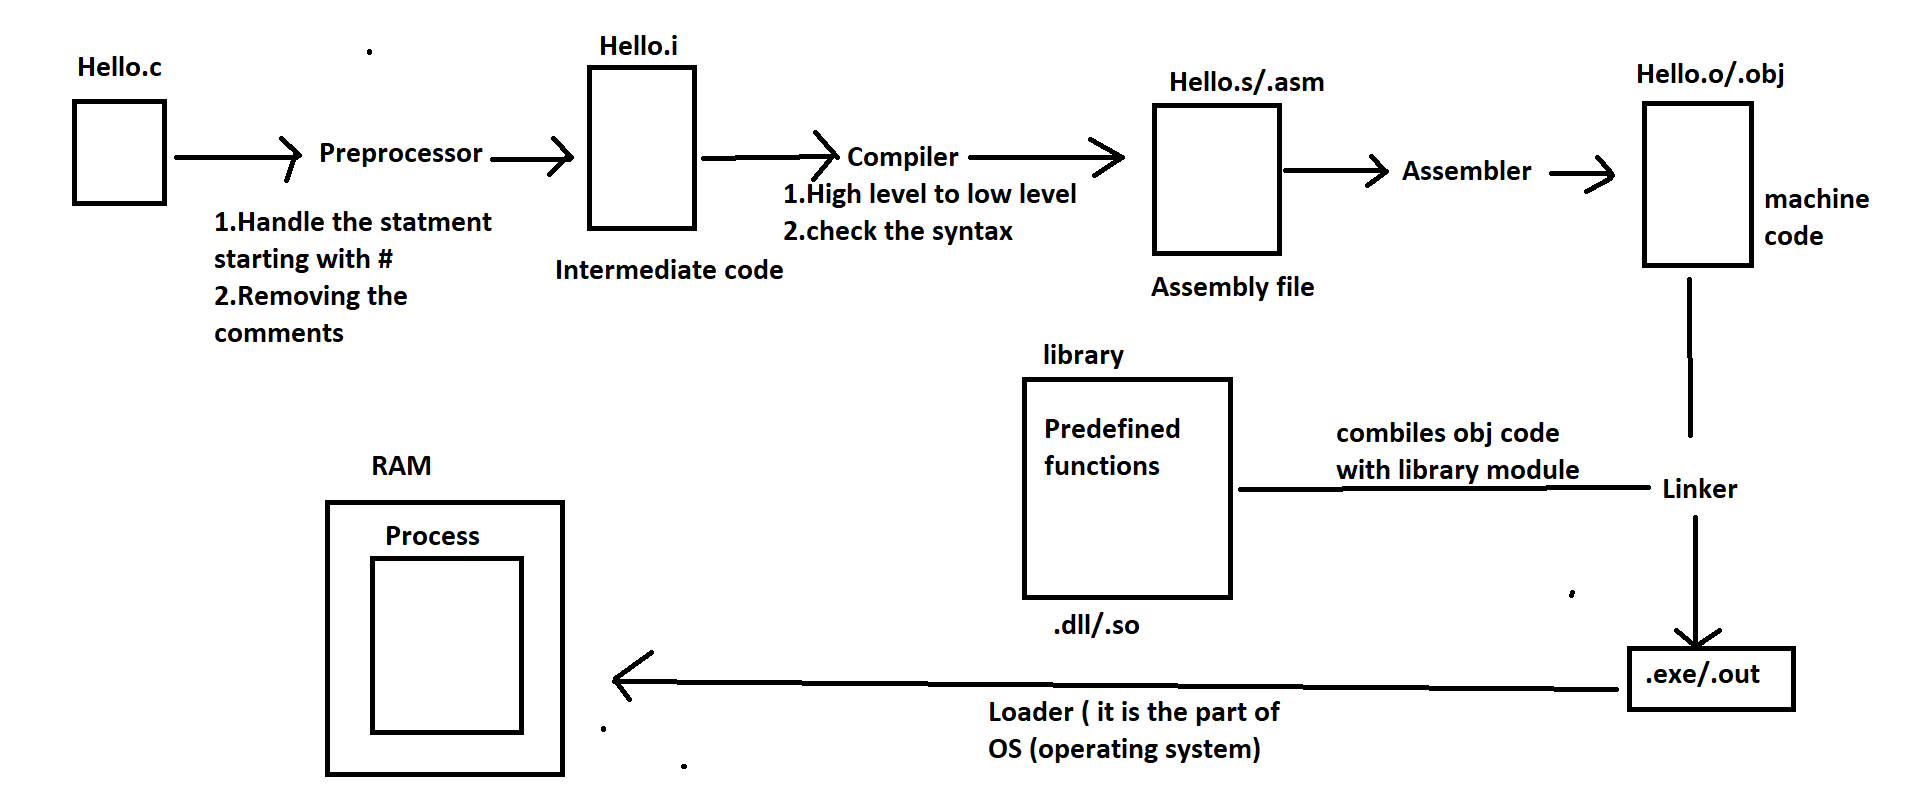 Hello.c
Hello.i
Hello.s/.asm
Hello.o/.obj
Preprocessor
Compiler
Assembler
1.Handle the statment
starting with #
2.Removing the
comments
Intermediate code
1.High level to low level
2.check the syntax
Assembly file
machine
code
library
Predefined
functions
.dll/.so
combiles obj code
with library module
Linker
RAM
Process
.exe/.out
Loader ( it is the part of
OS (operating system)